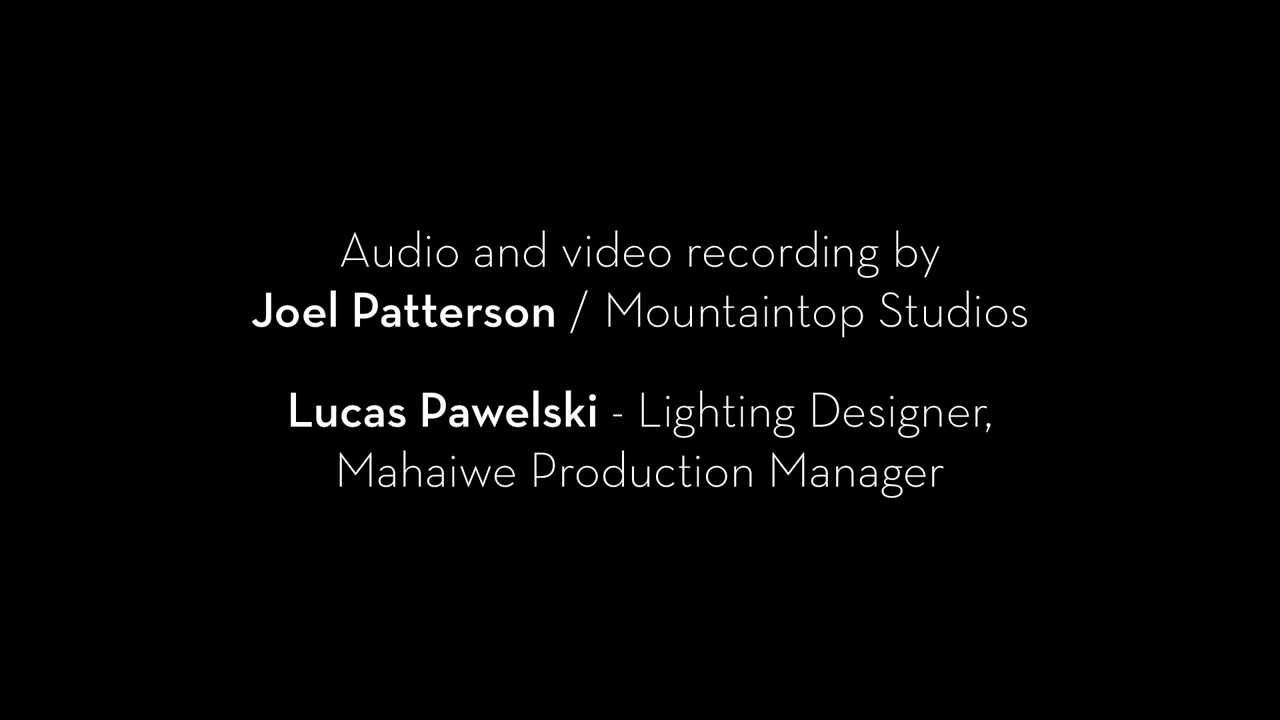 Audio and video recording by
Joel Patterson / Mountaintop Studios
Lucas Pawelski - Lighting Designer,
Mahaiwe Production Manager